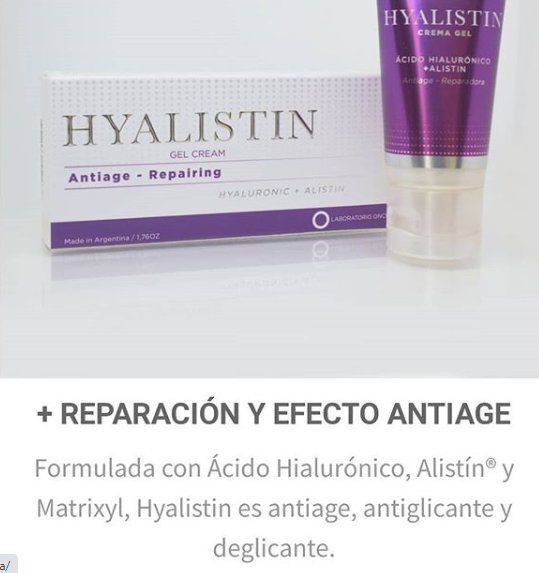 HYALISTIN
CREMA GEL
ÁCIDO HIALURÓNICO
+ALISTIN
Antiage - Reparadora
HYALISTIN
GEL CREAM
Antiage - Repairing
HYALURONIC + ALISTIN
LABORATORIO ONC
Made in Argentina / 1,76OZ
+ REPARACIÓN Y EFECTO ANTIAGE
Formulada con Ácido Hialurónico, Alistín® y
Matrixyl, Hyalistin es antiage, antiglicante y
deglicante.
a/